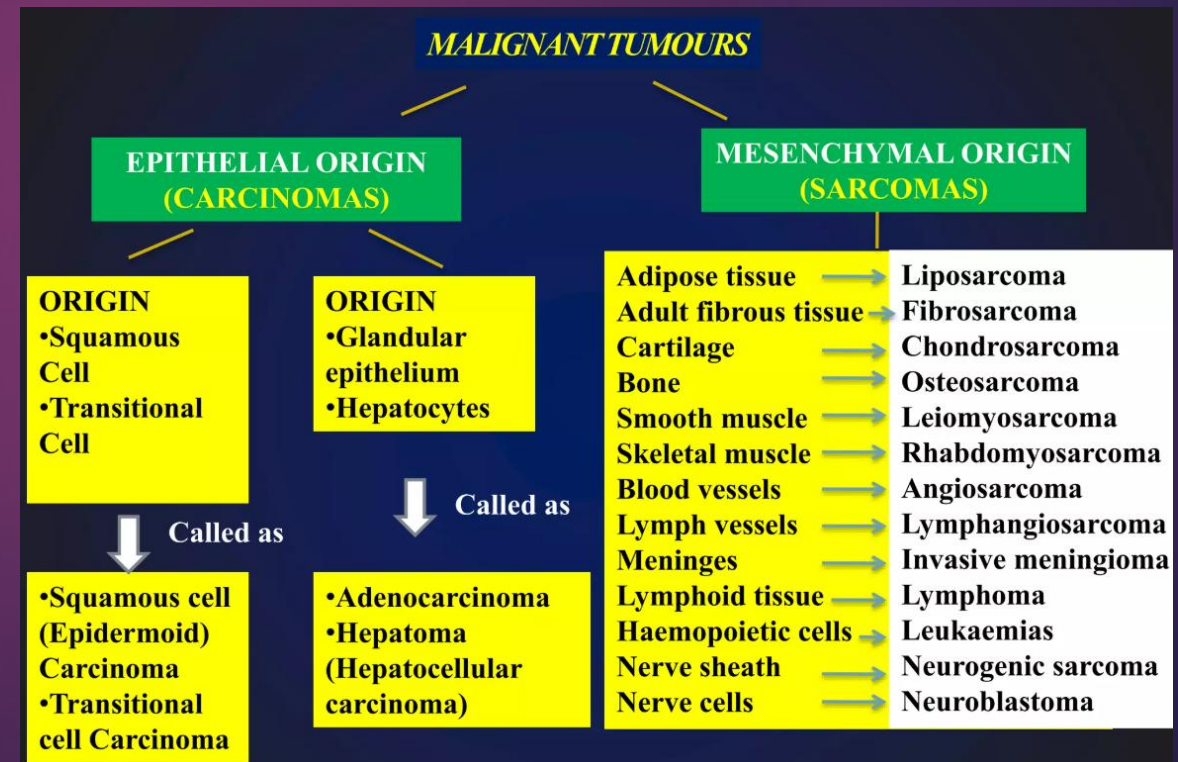 MALIGNANT TUMOURS
EPITHELIAL ORIGIN
(CARCINOMAS)
MESENCHYMAL ORIGIN
(SARCOMAS)
ORIGIN
•Squamous
Cell
•Transitional
Cell
Called as
•Squamous cell
(Epidermoid)
Carcinoma
•Transitional
cell Carcinoma
ORIGIN
•Glandular
epithelium
•Hepatocytes
Called as
•Adenocarcinoma
•Hepatoma
(Hepatocellular
carcinoma)
Adipose tissue → Liposarcoma
Adult fibrous tissue → Fibrosarcoma
Cartilage → Chondrosarcoma
Bone → Osteosarcoma
Smooth muscle → Leiomyosarcoma
Skeletal muscle → Rhabdomyosarcoma
Blood vessels → Angiosarcoma
Lymph vessels → Lymphangiosarcoma
Meninges → Invasive meningioma
Lymphoid tissue → Lymphoma
Haemopoietic cells → Leukaemias
Nerve sheath → Neurogenic sarcoma
Nerve cells → Neuroblastoma